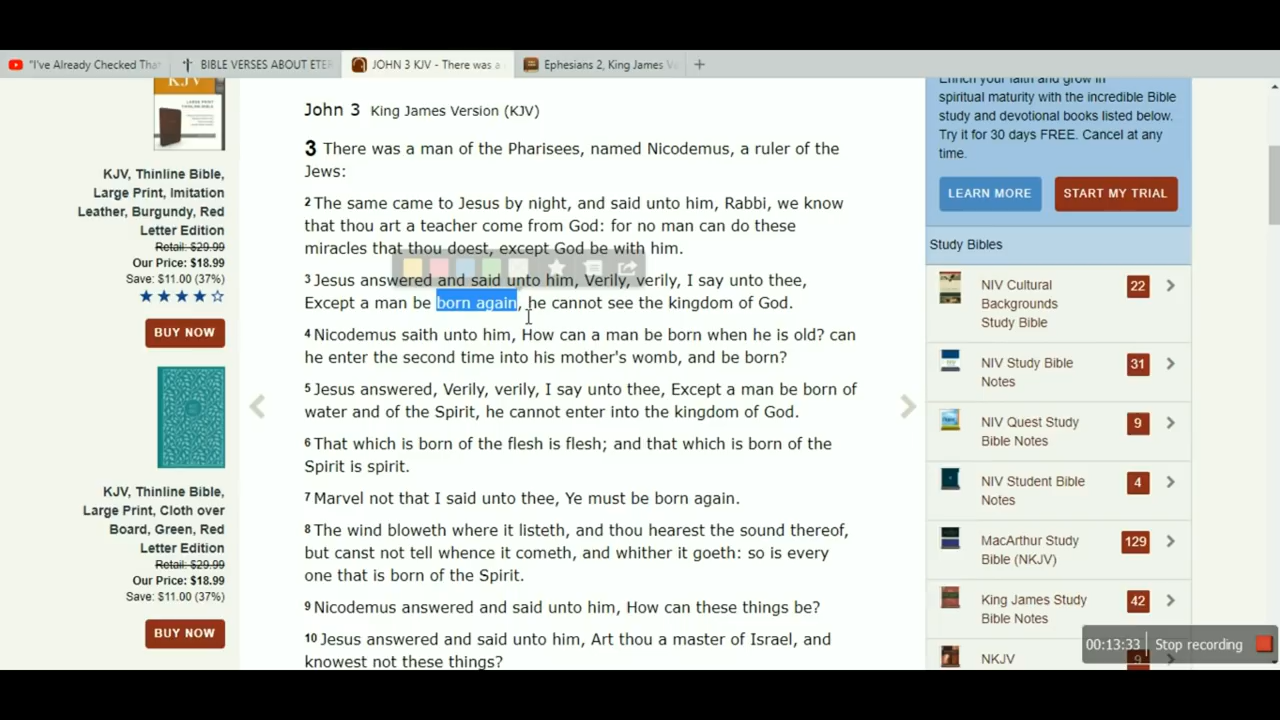 "I've Already Checked That
BIBLE VERSES ABOUT ETER
JOHN 3 KJV - There was a
Ephesians 2, King James Ve
KJV
LARGE PRINT
THINLINE BIBLE
KJV, Thinline Bible,
Large Print, Imitation
Leather, Burgundy, Red
Letter Edition
Retail: $29.99
Our Price: $18.99
Save: $11.00 (37%)
BUY NOW
KJV, Thinline Bible,
Large Print, Cloth over
Board, Green, Red
Letter Edition
Retail: $29.99
Our Price: $18.99
Save: $11.00 (37%)
BUY NOW
John 3 King James Version (KJV)
3 There was a man of the Pharisees, named Nicodemus, a ruler of the
Jews:
2 The same came to Jesus by night, and said unto him, Rabbi, we know
that thou art a teacher come from God: for no man can do these
miracles that thou doest, except God be with him.
3 Jesus answered and said unto him, Verily, verily, I say unto thee,
Except a man be born again, he cannot see the kingdom of God.
4 Nicodemus saith unto him, How can a man be born when he is old? can
he enter the second time into his mother's womb, and be born?
5 Jesus answered, Verily, verily, I say unto thee, Except a man be born of
water and of the Spirit, he cannot enter into the kingdom of God.
6 That which is born of the flesh is flesh; and that which is born of the
Spirit is spirit.
7 Marvel not that I said unto thee, Ye must be born again.
8 The wind bloweth where it listeth, and thou hearest the sound thereof,
but canst not tell whence it cometh, and whither it goeth: so is every
one that is born of the Spirit.
9 Nicodemus answered and said unto him, How can these things be?
10 Jesus answered and said unto him, Art thou a master of Israel, and
knowest not these things?
Enrich your faith and grow in
spiritual maturity with the incredible Bible
study and devotional books listed below.
Try it for 30 days FREE. Cancel at any
time.
LEARN MORE
START MY TRIAL
Study Bibles
NIV Cultural
Backgrounds
Study Bible
22
NIV Study Bible
Notes
31
NIV Quest Study
Bible Notes
9
NIV Student Bible
Notes
4
MacArthur Study
Bible (NKJV)
129
King James Study
Bible Notes
42
NKJV
9
00:13:33
Stop recording